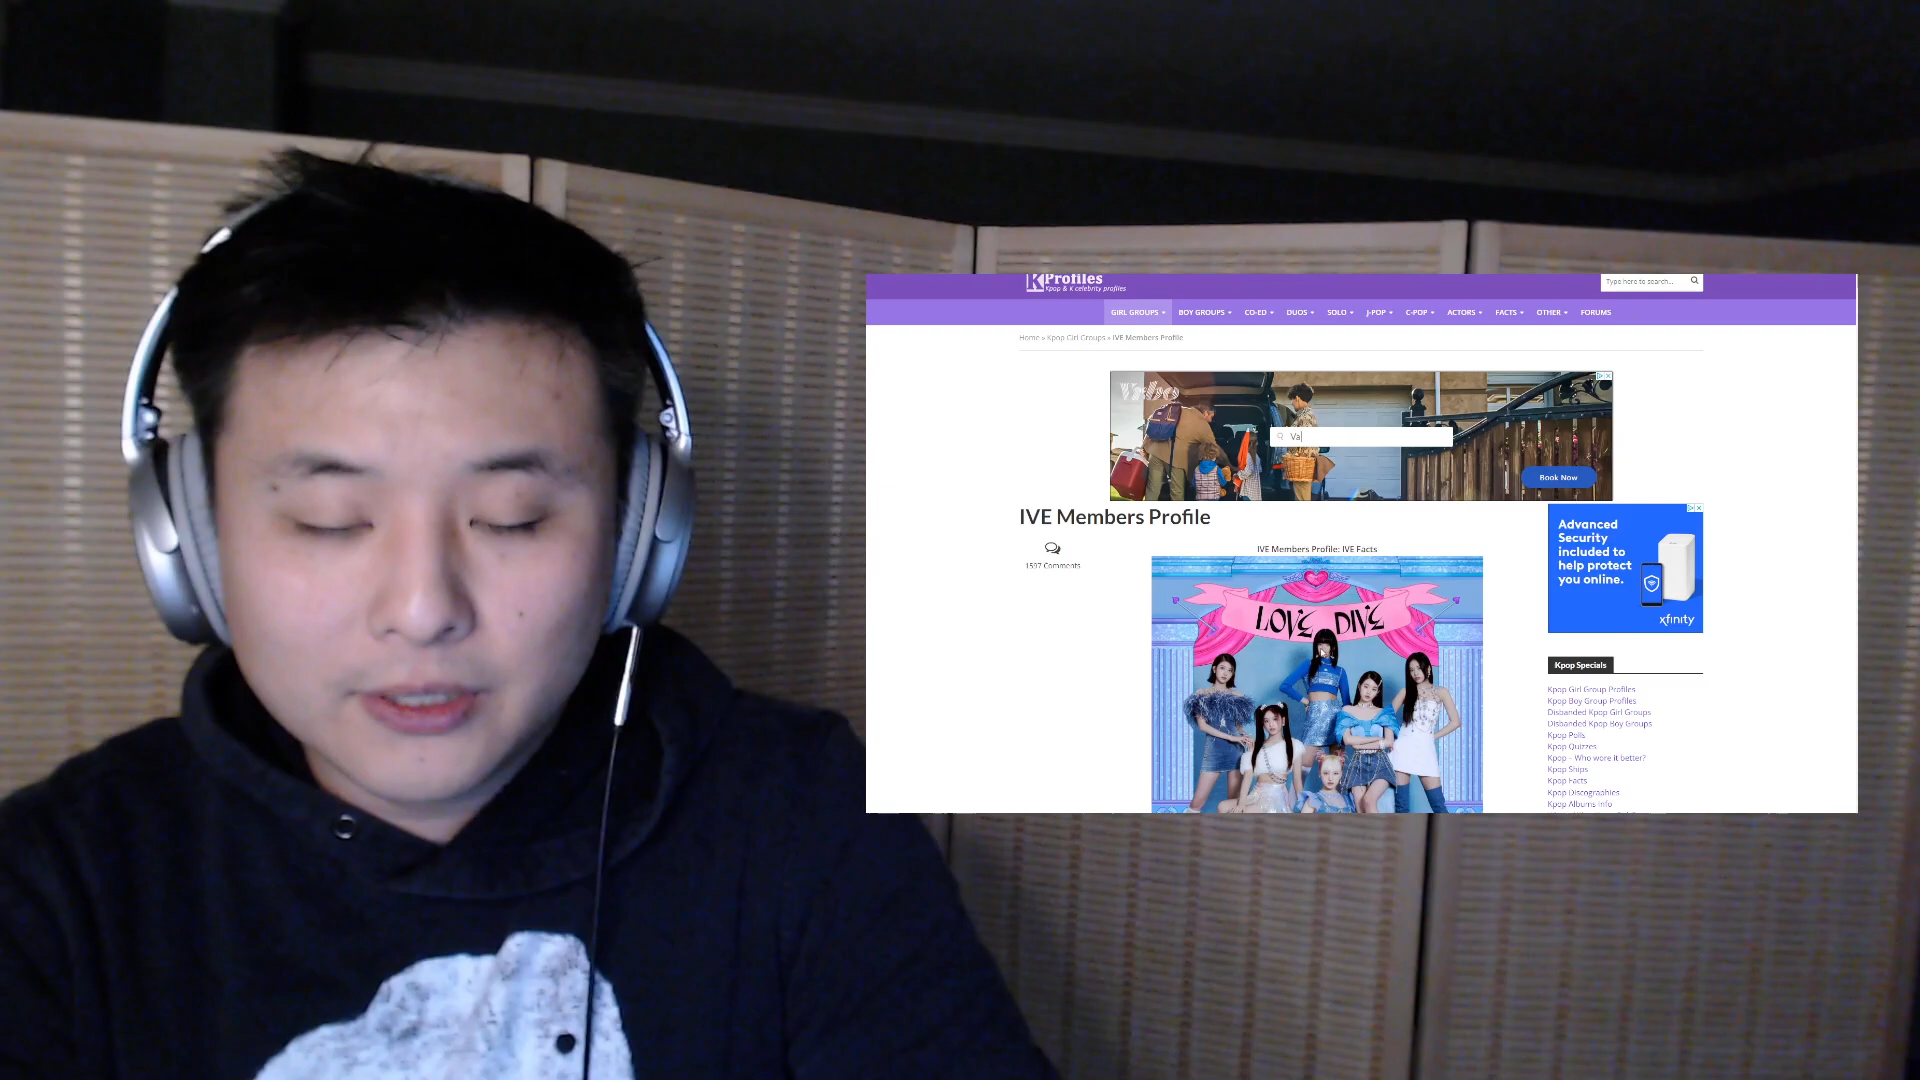 KProfiles
Kpop & K celebrity profiles
Type here to search...
GIRL GROUPS BOY GROUPS CO-ED DUOS SOLO J-POP C-POP ACTORS FACTS OTHER FORUMS
Home » Kpop Girl Groups » IVE Members Profile
Vrbo
Va
Book Now
IVE Members Profile
1597 Comments
IVE Members Profile: IVE Facts
LOVE DIVE
Advanced
Security
included to
help protect
you online.
xfinity
Kpop Specials
Kpop Girl Group Profiles
Kpop Boy Group Profiles
Disbanded Kpop Girl Groups
Disbanded Kpop Boy Groups
Kpop Polls
Kpop Quizzes
Kpop – Who wore it better?
Kpop Ships
Kpop Facts
Kpop Discographies
Kpop Albums Info